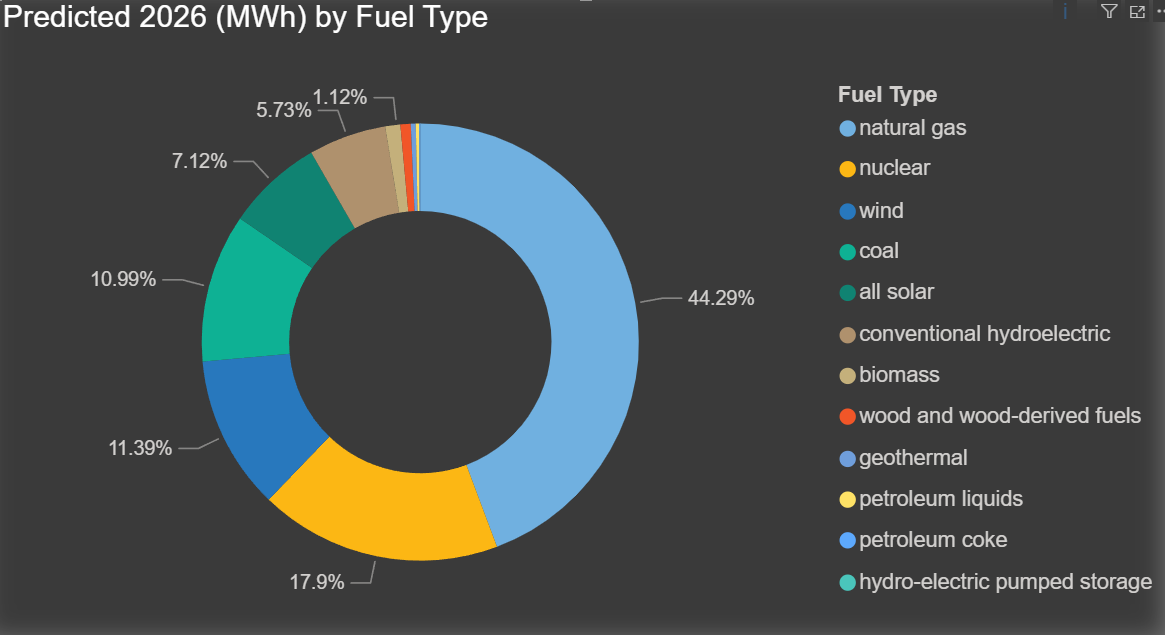 Predicted 2026 (MWh) by Fuel Type
1.12%
5.73%
7.12%
10.99%
44.29%
11.39%
17.9%
Fuel Type
natural gas
nuclear
wind
coal
all solar
conventional hydroelectric
biomass
wood and wood-derived fuels
geothermal
petroleum liquids
petroleum coke
hydro-electric pumped storage